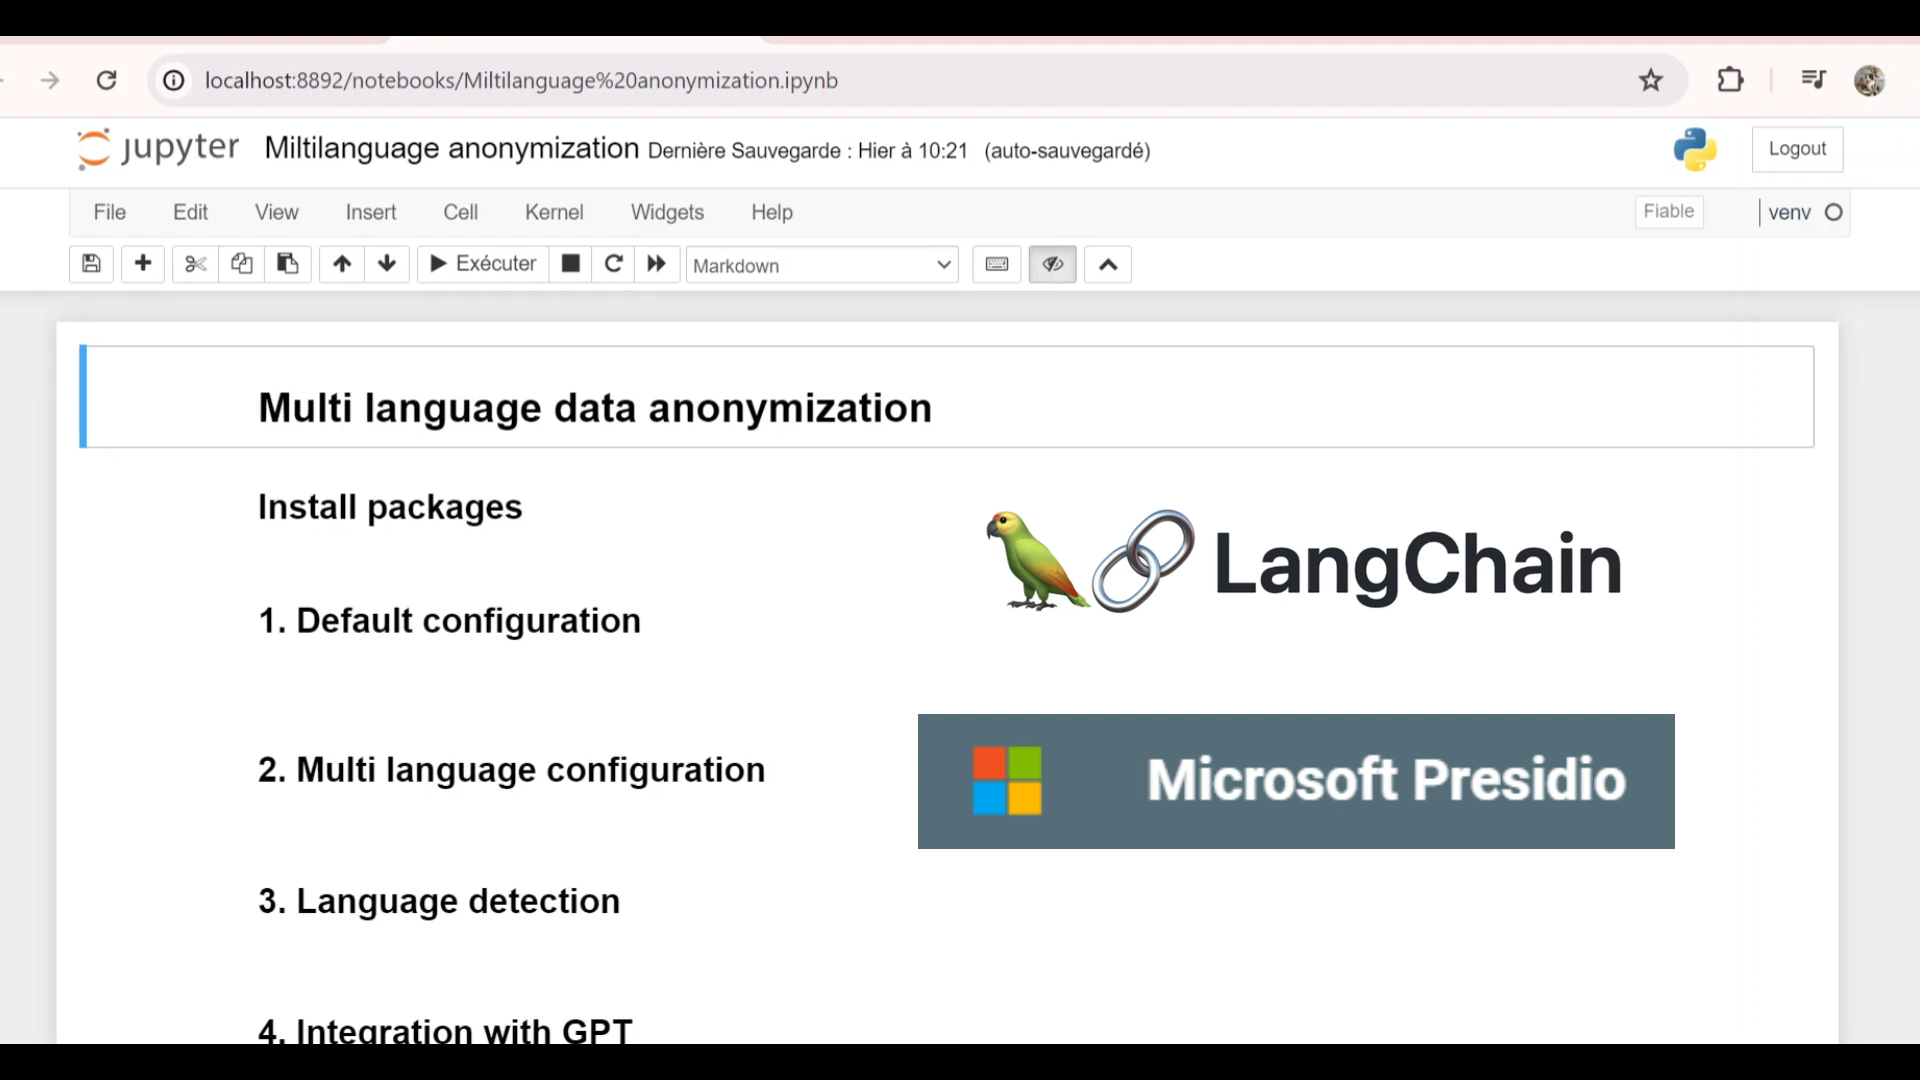 localhost:8892/notebooks/Miltilanguage%20anonymization.ipynb
jupyter Miltilanguage anonymization Dernière Sauvegarde : Hier à 10:21 (auto-sauvegardé) Logout
File Edit View Insert Cell Kernel Widgets Help Fiable venv
Exécuter Markdown
Multi language data anonymization
Install packages
LangChain
1. Default configuration
2. Multi language configuration
Microsoft Presidio
3. Language detection
4. Integration with GPT